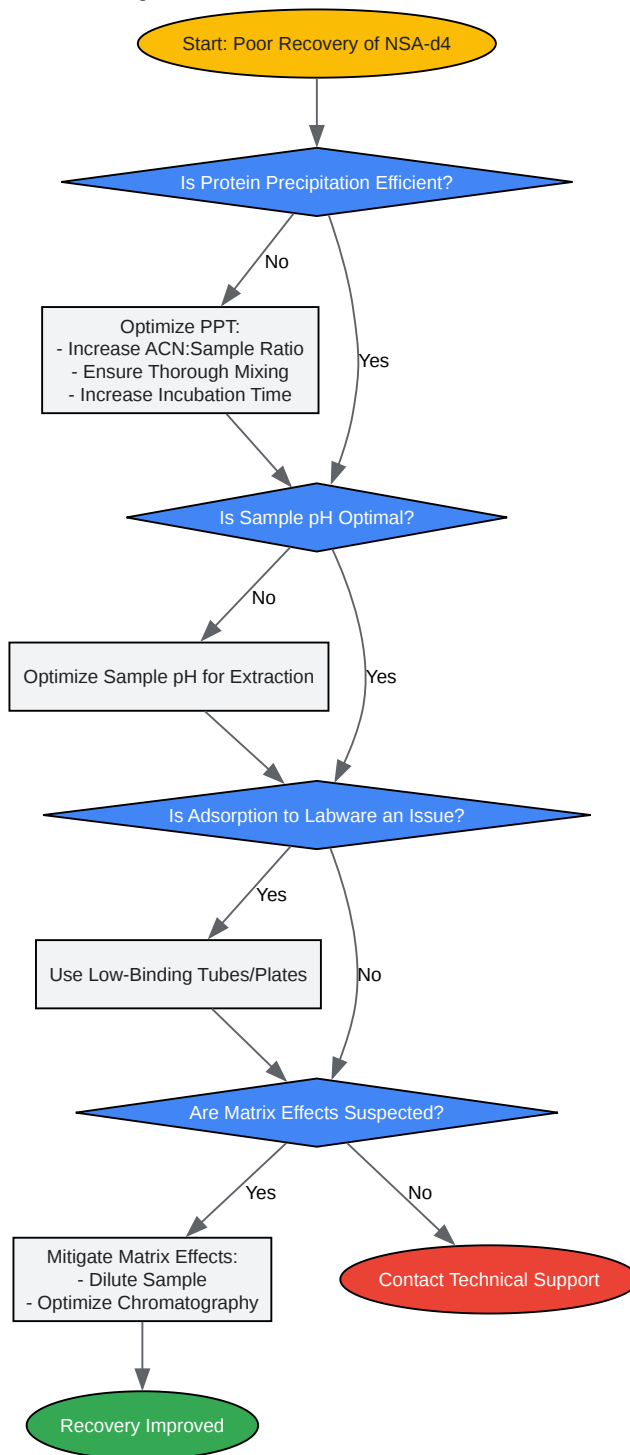 Start: Poor Recovery of NSA-d4
Is Protein Precipitation Efficient?
No
Optimize PPT:
- Increase ACN:Sample Ratio
- Ensure Thorough Mixing
- Increase Incubation Time
Yes
Is Sample pH Optimal?
No
Optimize Sample pH for Extraction
Yes
Is Adsorption to Labware an Issue?
Yes
Use Low-Binding Tubes/Plates
No
Are Matrix Effects Suspected?
Yes
No
Mitigate Matrix Effects:
- Dilute Sample
- Optimize Chromatography
Contact Technical Support
Recovery Improved